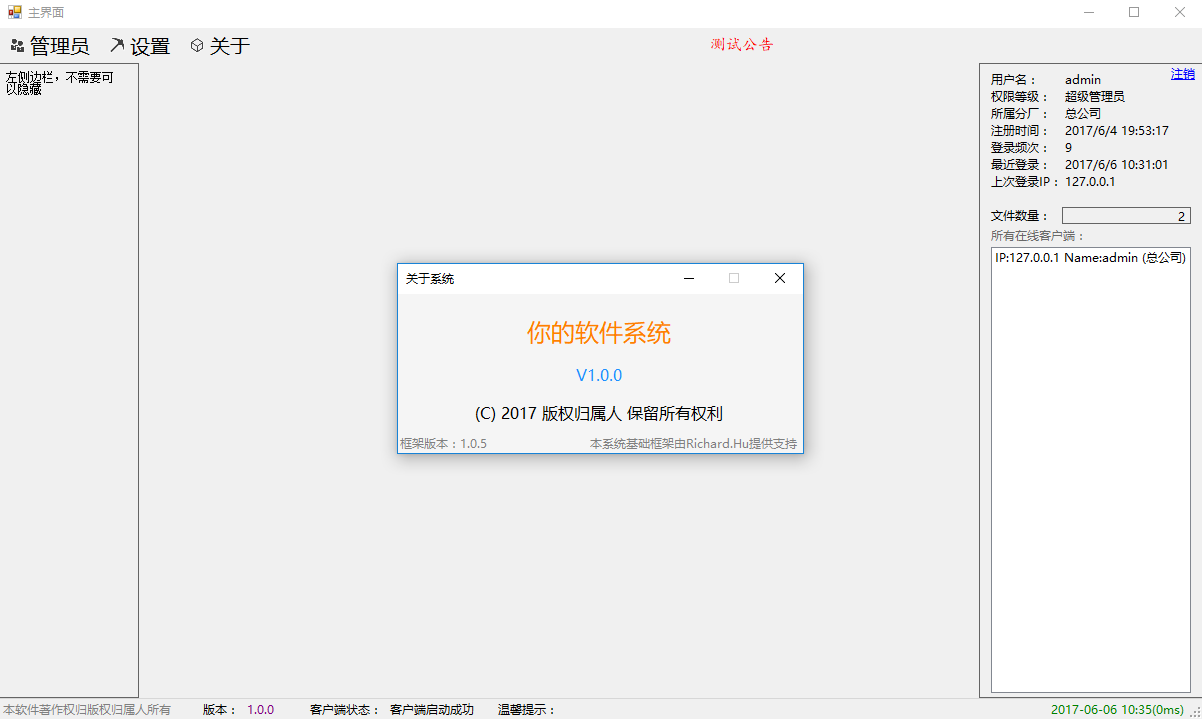 主界面
管理员 设置 关于
测试公告
左侧边栏，不需要可
以隐藏
注销
用户名： admin
权限等级： 超级管理员
所属分厂： 总公司
注册时间： 2017/6/4 19:53:17
登录频次： 9
最近登录： 2017/6/6 10:31:01
上次登录IP： 127.0.0.1
文件数量： 2
所有在线客户端：
IP:127.0.0.1 Name:admin (总公司)
关于系统
你的软件系统
V1.0.0
(C) 2017 版权归属人 保留所有权利
框架版本：1.0.5 本系统基础框架由Richard.Hu提供支持
本软件著作权归版权归属人所有 版本： 1.0.0 客户端状态： 客户端启动成功 温馨提示： 2017-06-06 10:35(0ms)